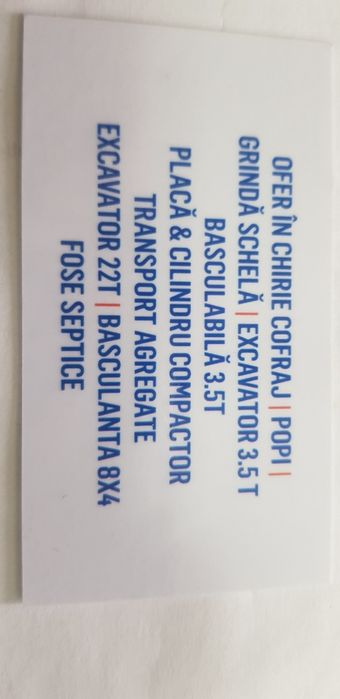 OFER ÎN CHIRIE COFRAJ | POPI |
GRINDĂ SCHELĂ | EXCAVATOR 3.5 T
BASCULABILĂ 3.5T
PLACĂ & CILINDRU COMPACTOR
TRANSPORT AGREGATE
EXCAVATOR 22T | BASCULANTA 8X4
FOSE SEPTICE